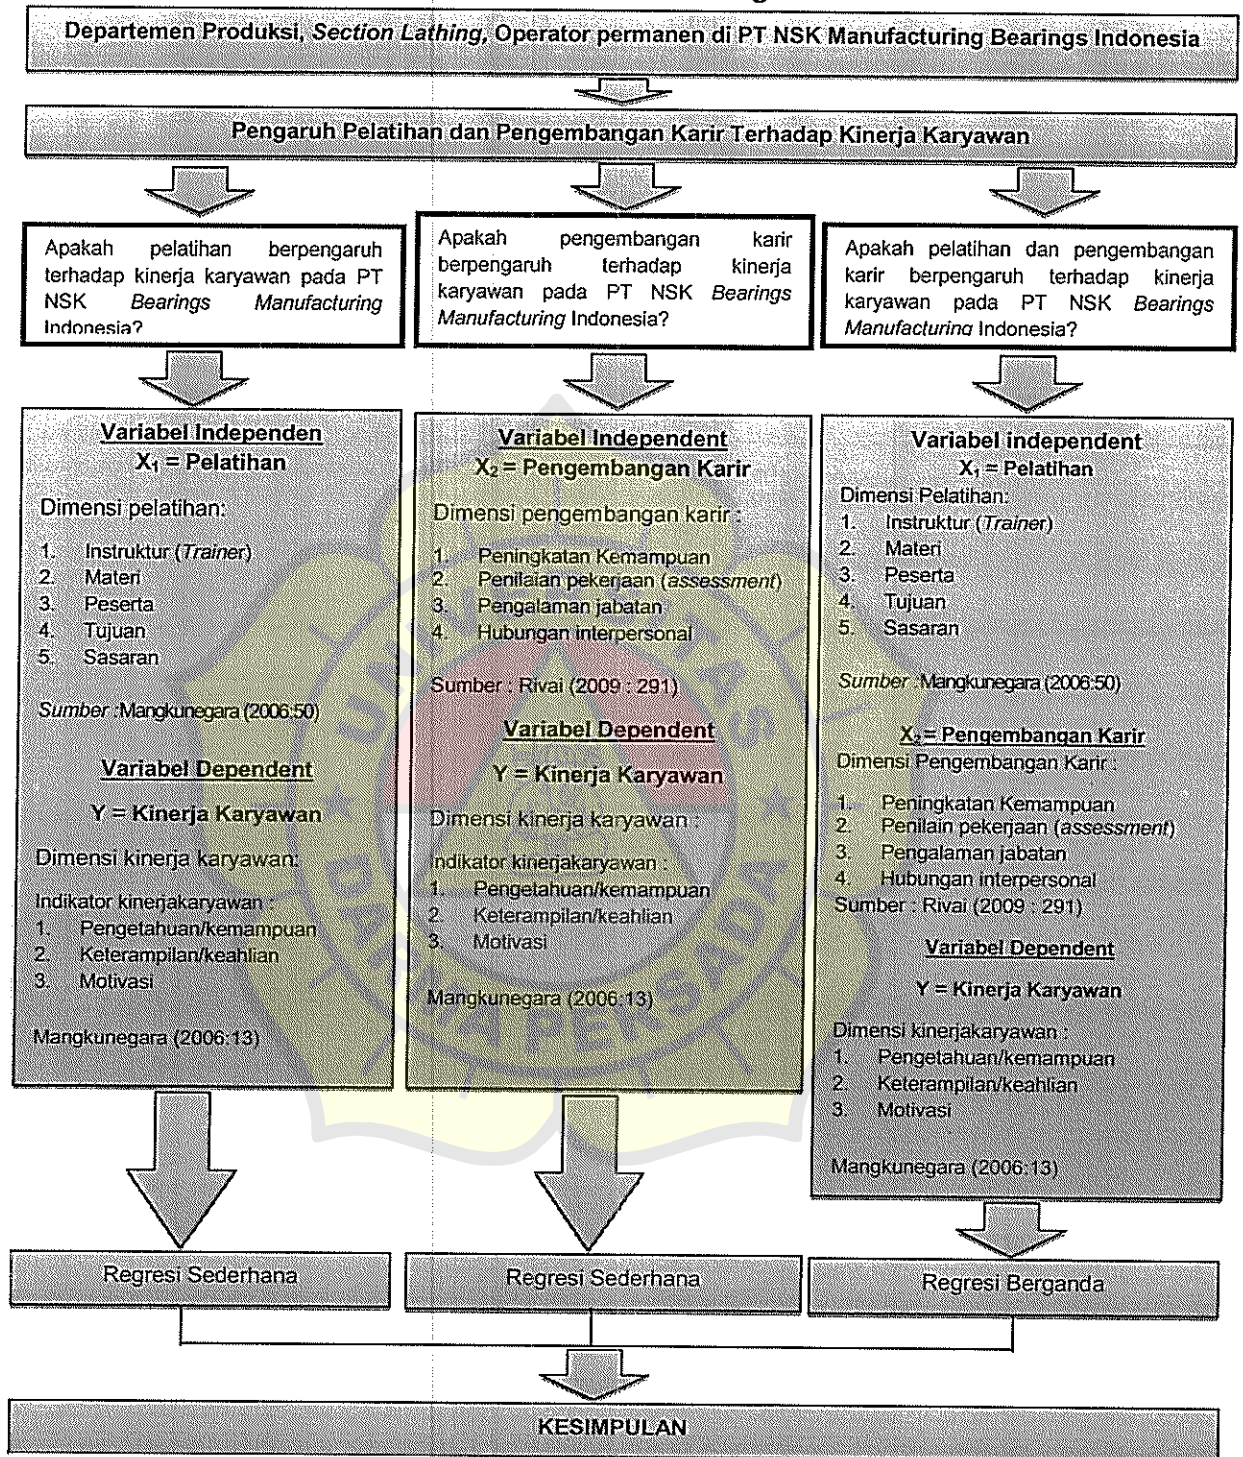 Departemen Produksi, Section Lathing, Operator permanen di PT NSK Manufacturing Bearings Indonesia
Pengaruh Pelatihan dan Pengembangan Karir Terhadap Kinerja Karyawan
Apakah pelatihan berpengaruh
terhadap kinerja karyawan pada PT
NSK Bearings Manufacturing
Indonesia?
Apakah pengembangan karir
berpengaruh terhadap kinerja
karyawan pada PT NSK Bearings
Manufacturing Indonesia?
Apakah pelatihan dan pengembangan
karir berpengaruh terhadap kinerja
karyawan pada PT NSK Bearings
Manufacturing Indonesia?
Variabel Independen
X₁ = Pelatihan
Dimensi pelatihan:
1. Instruktur (Trainer)
2. Materi
3. Peserta
4. Tujuan
5. Sasaran
Sumber :Mangkunegara (2006:50)
Variabel Dependent
Y = Kinerja Karyawan
Dimensi kinerja karyawan:
Indikator kinerjakaryawan :
1. Pengetahuan/kemampuan
2. Keterampilan/keahlian
3. Motivasi
Mangkunegara (2006:13)
Variabel Independent
X₂ = Pengembangan Karir
Dimensi pengembangan karir :
1. Peningkatan Kemampuan
2. Penilaian pekerjaan (assessment)
3. Pengalaman jabatan
4. Hubungan interpersonal
Sumber : Rivai (2009 : 291)
Variabel Dependent
Y = Kinerja Karyawan
Dimensi kinerja karyawan :
Indikator kinerjakaryawan :
1. Pengetahuan/kemampuan
2. Keterampilan/keahlian
3. Motivasi
Mangkunegara (2006:13)
Variabel independent
X₁ = Pelatihan
Dimensi Pelatihan:
1. Instruktur (Trainer)
2. Materi
3. Peserta
4. Tujuan
5. Sasaran
Sumber :Mangkunegara (2006:50)
X₂ = Pengembangan Karir
Dimensi Pengembangan Karir :
1. Peningkatan Kemampuan
2. Penilain pekerjaan (assessment)
3. Pengalaman jabatan
4. Hubungan interpersonal
Sumber : Rivai (2009 : 291)
Variabel Dependent
Y = Kinerja Karyawan
Dimensi kinerjakaryawan :
1. Pengetahuan/kemampuan
2. Keterampilan/keahlian
3. Motivasi
Mangkunegara (2006:13)
Regresi Sederhana
Regresi Sederhana
Regresi Berganda
KESIMPULAN
UNIVERSITAS
DARMA PERSADA